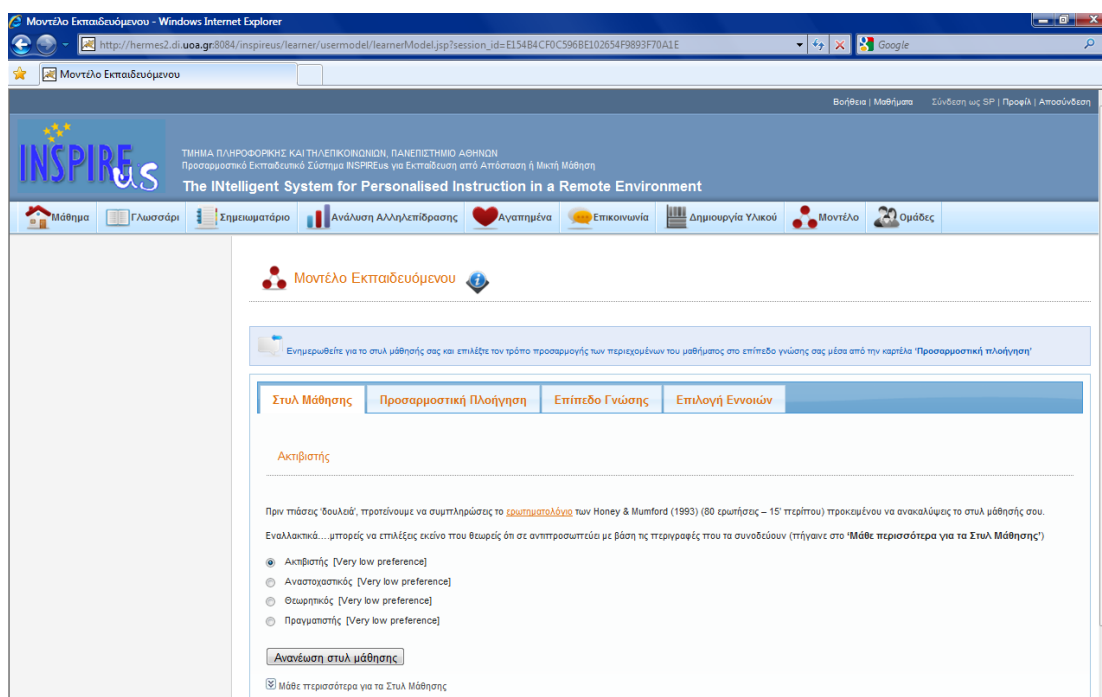 Μοντέλο Εκπαιδευόμενου - Windows Internet Explorer
http://hermes2.di.uoa.gr:8084/inspireus/learner/usermodel/learnerModel.jsp?session_id=E154B4CF0C596BE102654F9893F70A1E
Google
Μοντέλο Εκπαιδευόμενου
Βοήθεια | Μαθήματα Σύνδεση ως SP | Προφίλ | Αποσύνδεση
INSPIREus
ΤΜΗΜΑ ΠΛΗΡΟΦΟΡΙΚΗΣ ΚΑΙ ΤΗΛΕΠΙΚΟΙΝΩΝΙΩΝ, ΠΑΝΕΠΙΣΤΗΜΙΟ ΑΘΗΝΩΝ
Προσαρμοστικό Εκπαιδευτικό Σύστημα INSPIREus για Εκπαίδευση από Απόσταση ή Μικτή Μάθηση
The INtelligent System for Personalised Instruction in a Remote Environment
Μάθημα Γλωσσάρι Σημειωματάριο Ανάλυση Αλληλεπίδρασης Αγαπημένα Επικοινωνία Δημιουργία Υλικού Μοντέλο Ομάδες
Μοντέλο Εκπαιδευόμενου
Ενημερωθείτε για το στυλ μάθησής σας και επιλέξτε τον τρόπο προσαρμογής των περιεχομένων του μαθήματος στο επίπεδο γνώσης σας μέσα από την καρτέλα 'Προσαρμοστική πλοήγηση'
Στυλ Μάθησης Προσαρμοστική Πλοήγηση Επίπεδο Γνώσης Επιλογή Εννοιών
Ακτιβιστής
Πριν πιάσεις 'δουλειά', προτείνουμε να συμπληρώσεις το ερωτηματολόγιο των Honey & Mumford (1993) (80 ερωτήσεις – 15' περίπου) προκειμένου να ανακαλύψεις το στυλ μάθησής σου.
Εναλλακτικά….μπορείς να επιλέξεις εκείνο που θεωρείς ότι σε αντιπροσωπεύει με βάση τις περιγραφές που τα συνοδεύουν (πήγαινε στο 'Μάθε περισσότερα για τα Στυλ Μάθησης')
Ακτιβιστής [Very low preference]
Αναστοχαστικός [Very low preference]
Θεωρητικός [Very low preference]
Πραγματιστής [Very low preference]
Ανανέωση στυλ μάθησης
Μάθε περισσότερα για τα Στυλ Μάθησης